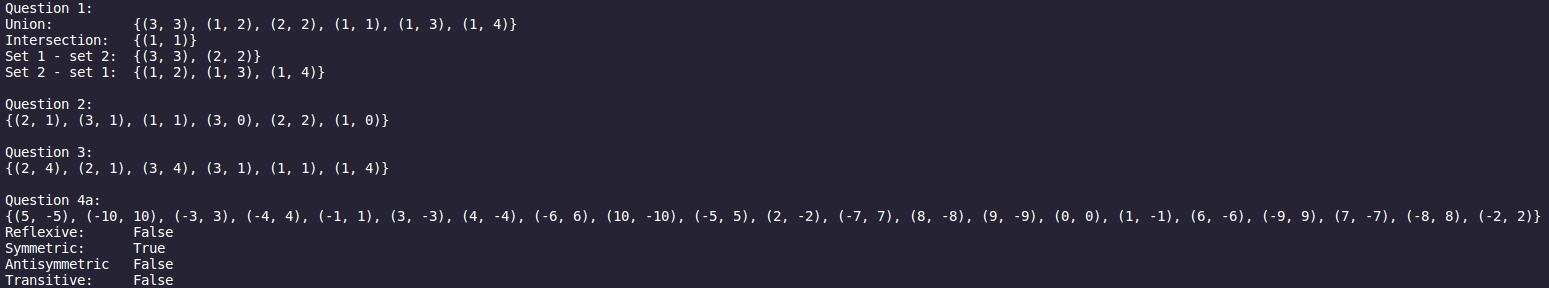 Question 1:
Union:          {(3, 3), (1, 2), (2, 2), (1, 1), (1, 3), (1, 4)}
Intersection:   {(1, 1)}
Set 1 - set 2:  {(3, 3), (2, 2)}
Set 2 - set 1:  {(1, 2), (1, 3), (1, 4)}
Question 2:
{(2, 1), (3, 1), (1, 1), (3, 0), (2, 2), (1, 0)}
Question 3:
{(2, 4), (2, 1), (3, 4), (3, 1), (1, 1), (1, 4)}
Question 4a:
{(5, -5), (-10, 10), (-3, 3), (-4, 4), (-1, 1), (3, -3), (4, -4), (-6, 6), (10, -10), (-5, 5), (2, -2), (-7, 7), (8, -8), (9, -9), (0, 0), (1, -1), (6, -6), (-9, 9), (7, -7), (-8, 8), (-2, 2)}
Reflexive:      False
Symmetric:      True
Antisymmetric   False
Transitive:     False